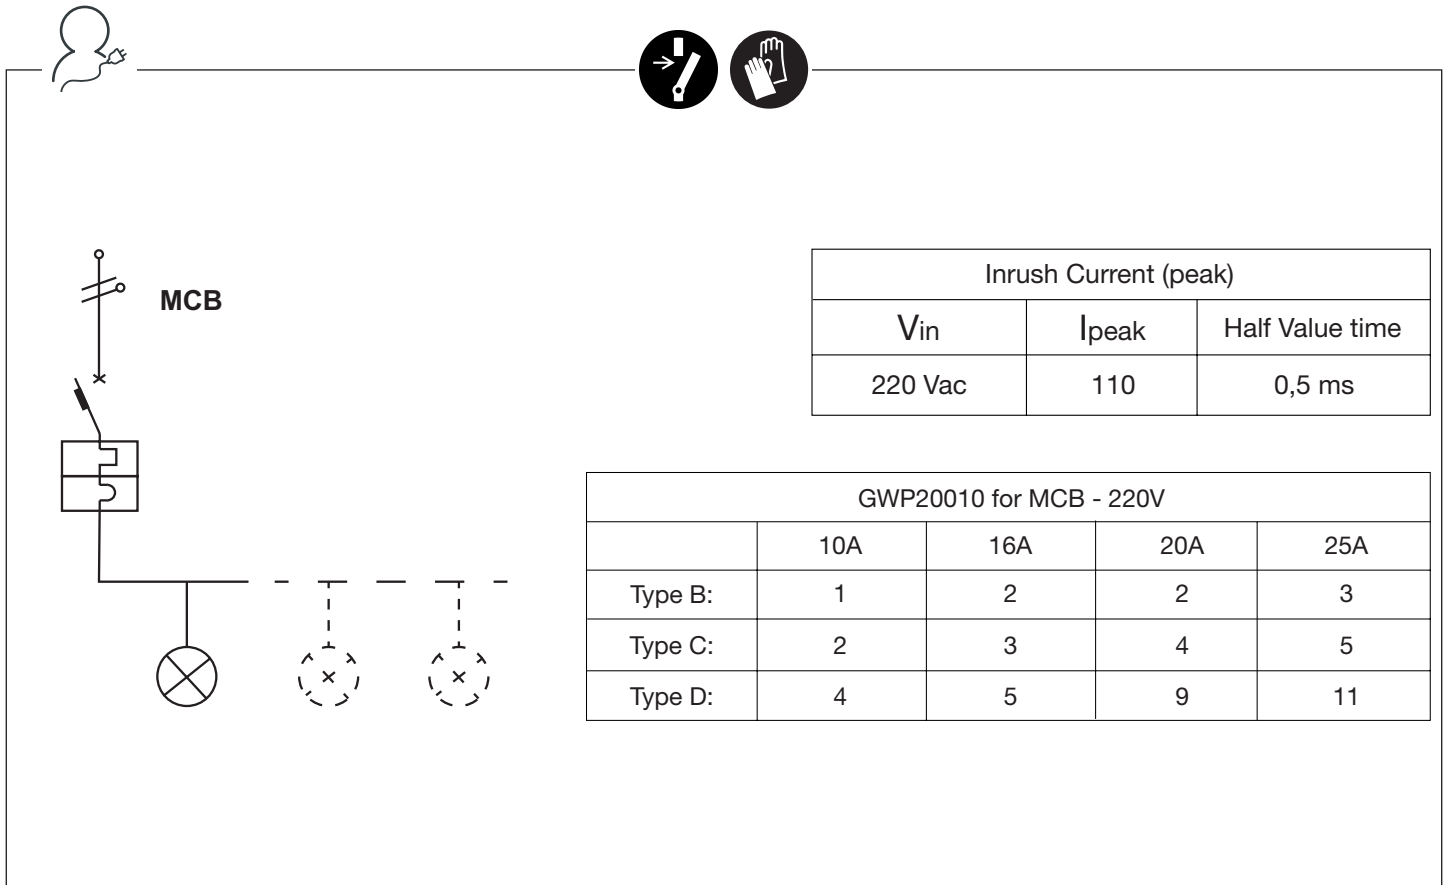 MCB
Inrush Current (peak)
Vin Ipeak Half Value time
220 Vac 110 0,5 ms
GWP20010 for MCB - 220V
10A 16A 20A 25A
Type B: 1 2 2 3
Type C: 2 3 4 5
Type D: 4 5 9 11